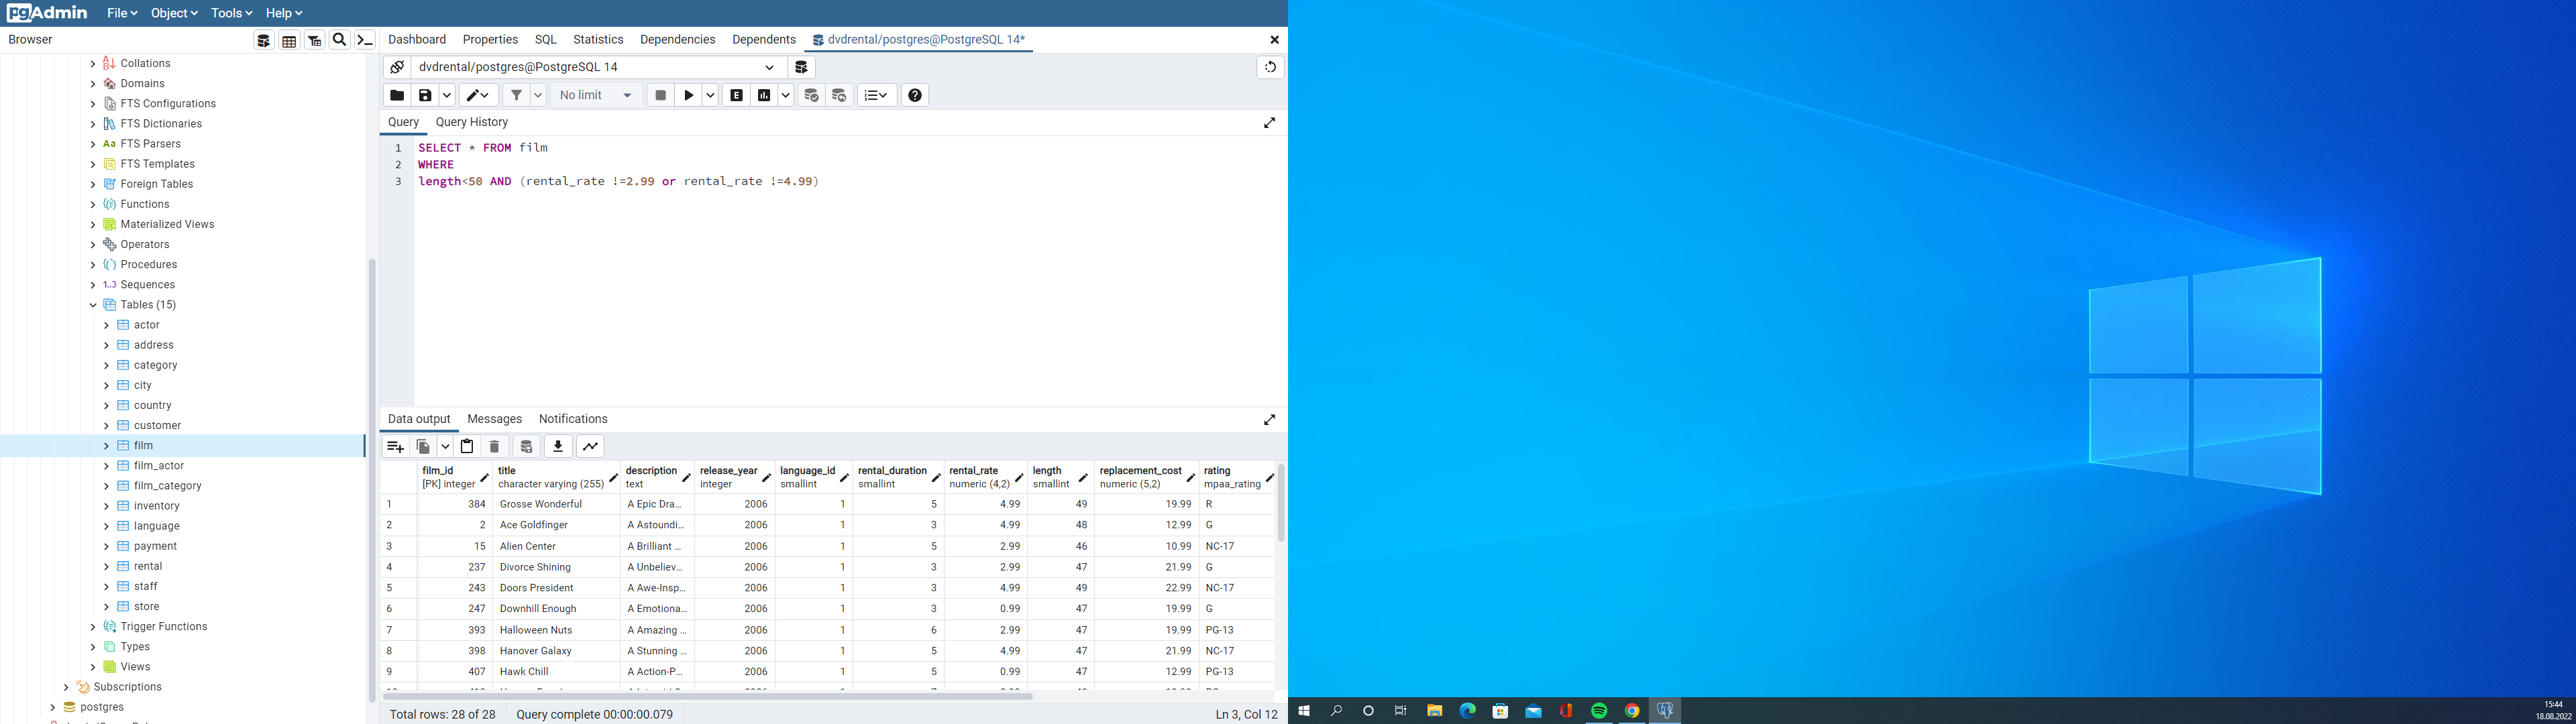 pgAdmin File Object Tools Help
Browser
Dashboard Properties SQL Statistics Dependencies Dependents dvdrental/postgres@PostgreSQL 14*
dvdrental/postgres@PostgreSQL 14
No limit
Query Query History
1 SELECT * FROM film
2 WHERE
3 length<50 AND (rental_rate !=2.99 or rental_rate !=4.99)
Collations
Domains
FTS Configurations
FTS Dictionaries
Aa FTS Parsers
FTS Templates
Foreign Tables
Functions
Materialized Views
Operators
Procedures
1..3 Sequences
Tables (15)
actor
address
category
city
country
customer
film
film_actor
film_category
inventory
language
payment
rental
staff
store
Trigger Functions
Types
Views
Subscriptions
postgres
Data output Messages Notifications
film_id title description release_year language_id rental_duration rental_rate length replacement_cost rating
[PK] integer character varying (255) text integer smallint smallint numeric (4,2) smallint numeric (5,2) mpaa_rating
1 384 Grosse Wonderful A Epic Dra... 2006 1 5 4.99 49 19.99 R
2 2 Ace Goldfinger A Astoundi... 2006 1 3 4.99 48 12.99 G
3 15 Alien Center A Brilliant ... 2006 1 5 2.99 46 10.99 NC-17
4 237 Divorce Shining A Unbeliev... 2006 1 3 2.99 47 21.99 G
5 243 Doors President A Awe-Insp... 2006 1 3 4.99 49 22.99 NC-17
6 247 Downhill Enough A Emotiona... 2006 1 3 0.99 47 19.99 G
7 393 Halloween Nuts A Amazing ... 2006 1 6 2.99 47 19.99 PG-13
8 398 Hanover Galaxy A Stunning ... 2006 1 5 4.99 47 21.99 NC-17
9 407 Hawk Chill A Action-P... 2006 1 5 0.99 47 12.99 PG-13
Total rows: 28 of 28 Query complete 00:00:00.079 Ln 3, Col 12
15:44
18.08.2022